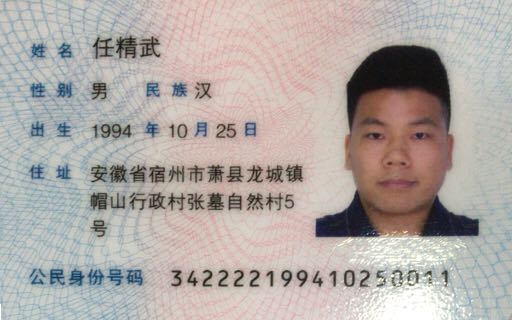 姓名 任精武
性别 男 民族 汉
出生 1994 年 10 月 25 日
住址 安徽省宿州市萧县龙城镇
帽山行政村张墓自然村5
号
公民身份号码 342222199410250011